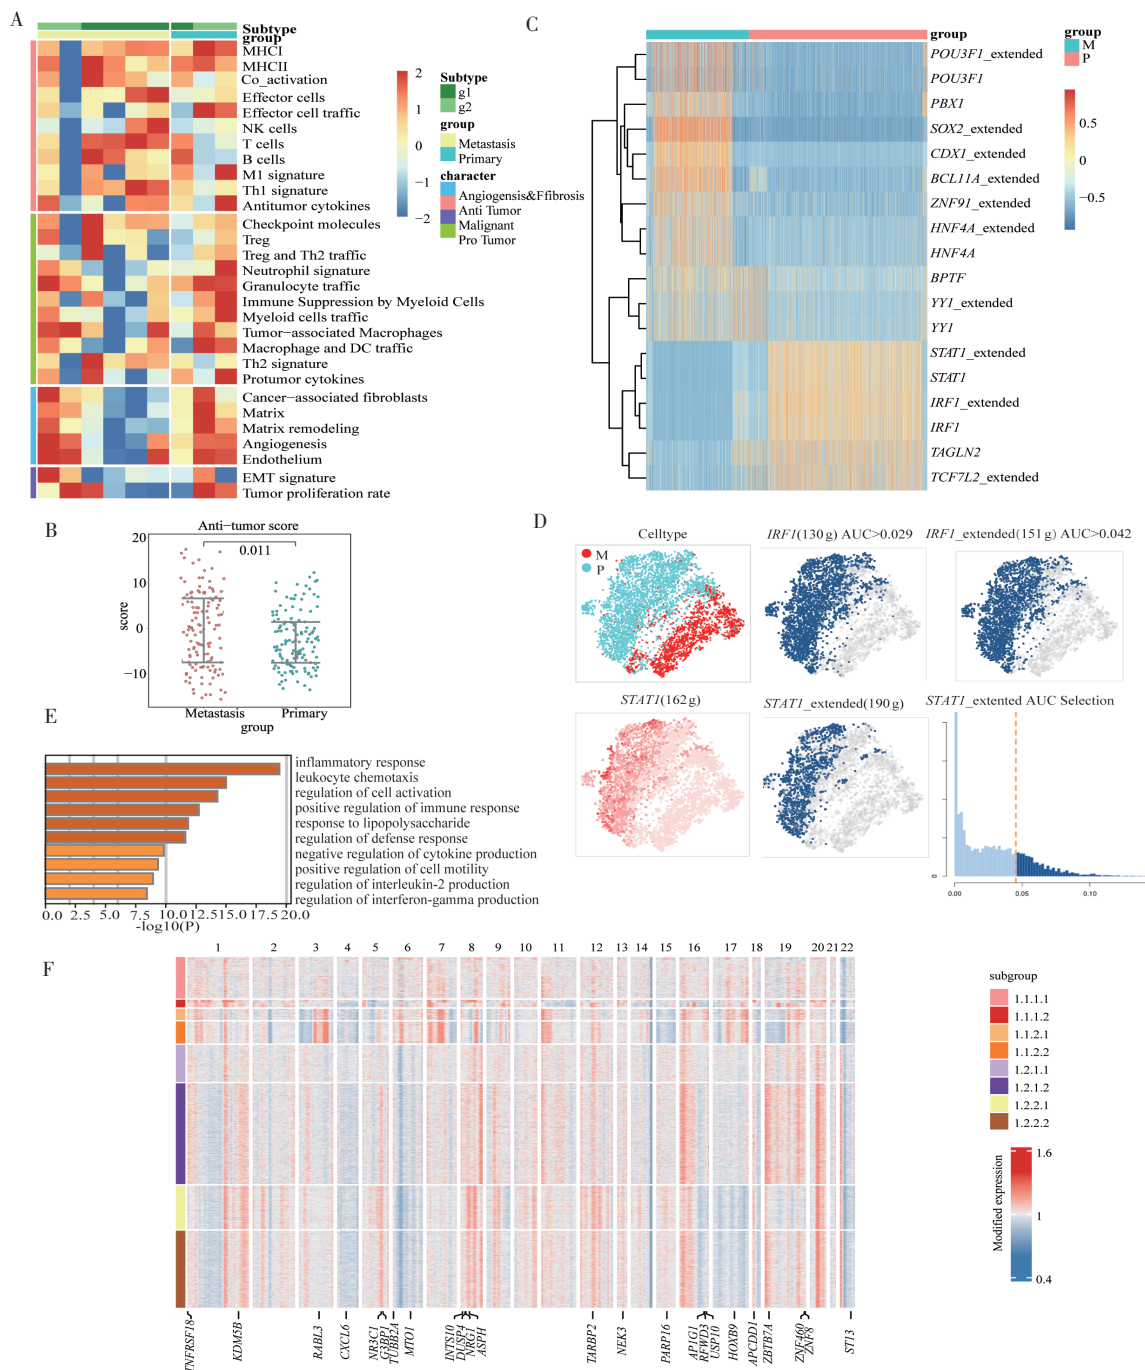 A
Subtype
group
MHCI
MHCII
Co_activation
Effector cells
Effector cell traffic
NK cells
T cells
B cells
M1 signature
Th1 signature
Antitumor cytokines
Checkpoint molecules
Treg
Treg and Th2 traffic
Neutrophil signature
Granulocyte traffic
Immune Suppression by Myeloid Cells
Myeloid cells traffic
Tumor-associated Macrophages
Macrophage and DC traffic
Th2 signature
Protumor cytokines
Cancer-associated fibroblasts
Matrix
Matrix remodeling
Angiogenesis
Endothelium
EMT signature
Tumor proliferation rate
2
1
0
−1
−2
Subtype
g1
g2
group
Metastasis
Primary
character
Angiogensis&Ffibrosis
Anti Tumor
Malignant
Pro Tumor
C
group
POU3F1_extended
POU3F1
PBX1
SOX2_extended
CDX1_extended
BCL11A_extended
ZNF91_extended
HNF4A_extended
HNF4A
BPTF
YY1_extended
YY1
STAT1_extended
STAT1
IRF1_extended
IRF1
TAGLN2
TCF7L2_extended
group
M
P
0.5
0
−0.5
B
Anti-tumor score
0.011
20
10
0
−10
score
Metastasis Primary
group
D
Celltype
M
P
IRF1(130 g) AUC>0.029
IRF1_extended(151 g) AUC>0.042
STAT1(162 g)
STAT1_extended(190 g)
STAT1_extented AUC Selection
0
0.00 0.05 0.10
E
inflammatory response
leukocyte chemotaxis
regulation of cell activation
positive regulation of immune response
response to lipopolysaccharide
regulation of defense response
negative regulation of cytokine production
positive regulation of cell motility
regulation of interleukin-2 production
regulation of interferon-gamma production
0.0 2.5 5.0 7.5 10.0 12.5 15.0 17.5 20.0
-log10(P)
F
1 2 3 4 5 6 7 8 9 10 11 12 13 14 15 16 17 18 19 20 21 22
TNFRSF18
KDM5B
RABL3
CXCL6
NR3C1
G3BP1
TUBB2A
MTO1
INTS10
DUSP4
NRG1
ASPH
TARBP2
NEK3
PARP16
AP1G1
RFWD3
USP10
HOXB9
APCDD1
ZBTB7A
ZNF460
ZNF8
ST13
subgroup
1.1.1.1
1.1.1.2
1.1.2.1
1.1.2.2
1.2.1.1
1.2.1.2
1.2.2.1
1.2.2.2
Modified expression
1.6
1
0.4